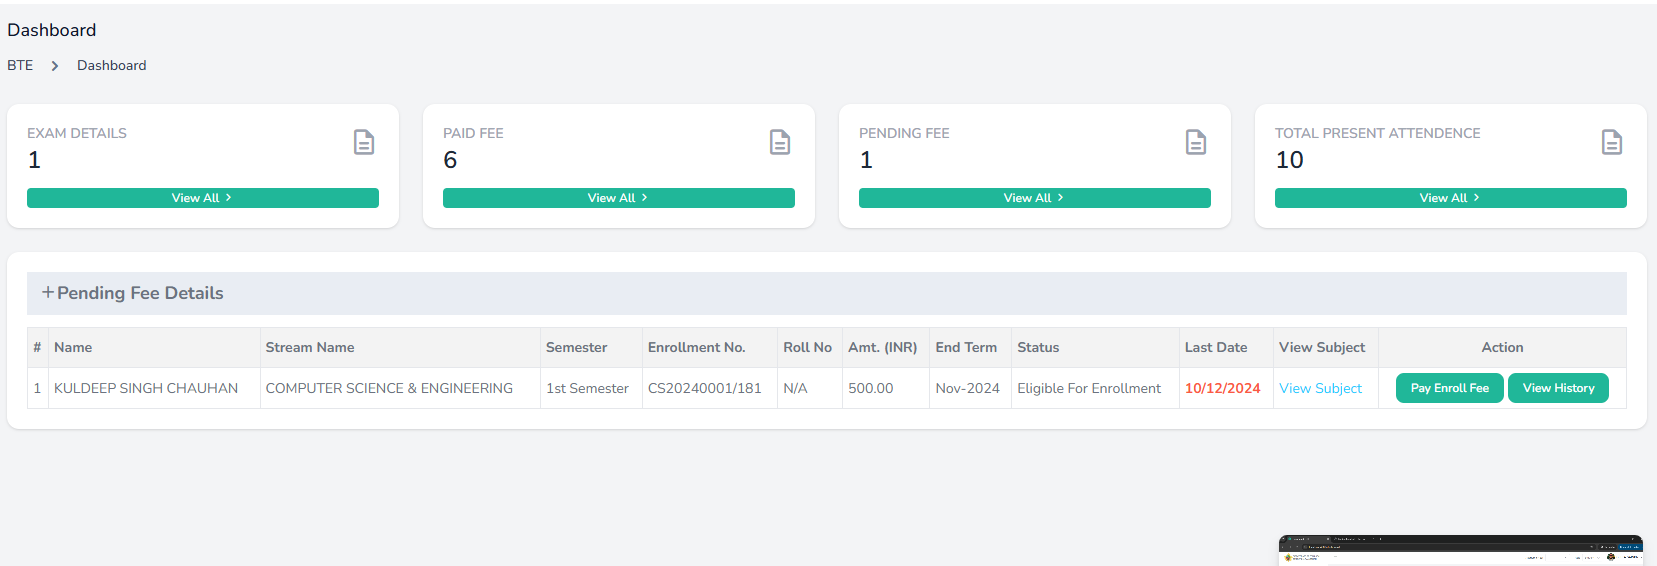 Dashboard
BTE > Dashboard
EXAM DETAILS
1
View All >
PAID FEE
6
View All >
PENDING FEE
1
View All >
TOTAL PRESENT ATTENDENCE
10
View All >
+Pending Fee Details
# Name Stream Name Semester Enrollment No. Roll No Amt. (INR) End Term Status Last Date View Subject Action
1 KULDEEP SINGH CHAUHAN COMPUTER SCIENCE & ENGINEERING 1st Semester CS20240001/181 N/A 500.00 Nov-2024 Eligible For Enrollment 10/12/2024 View Subject Pay Enroll Fee View History